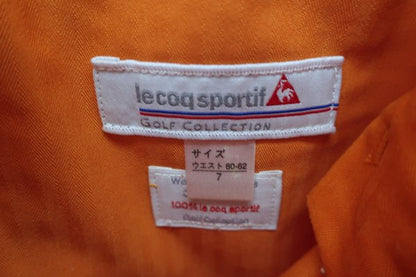 le coq sportif
GOLF COLLECTION
サイズ
ウエスト 60-62
7
100% le coq sportif
Golf Collection